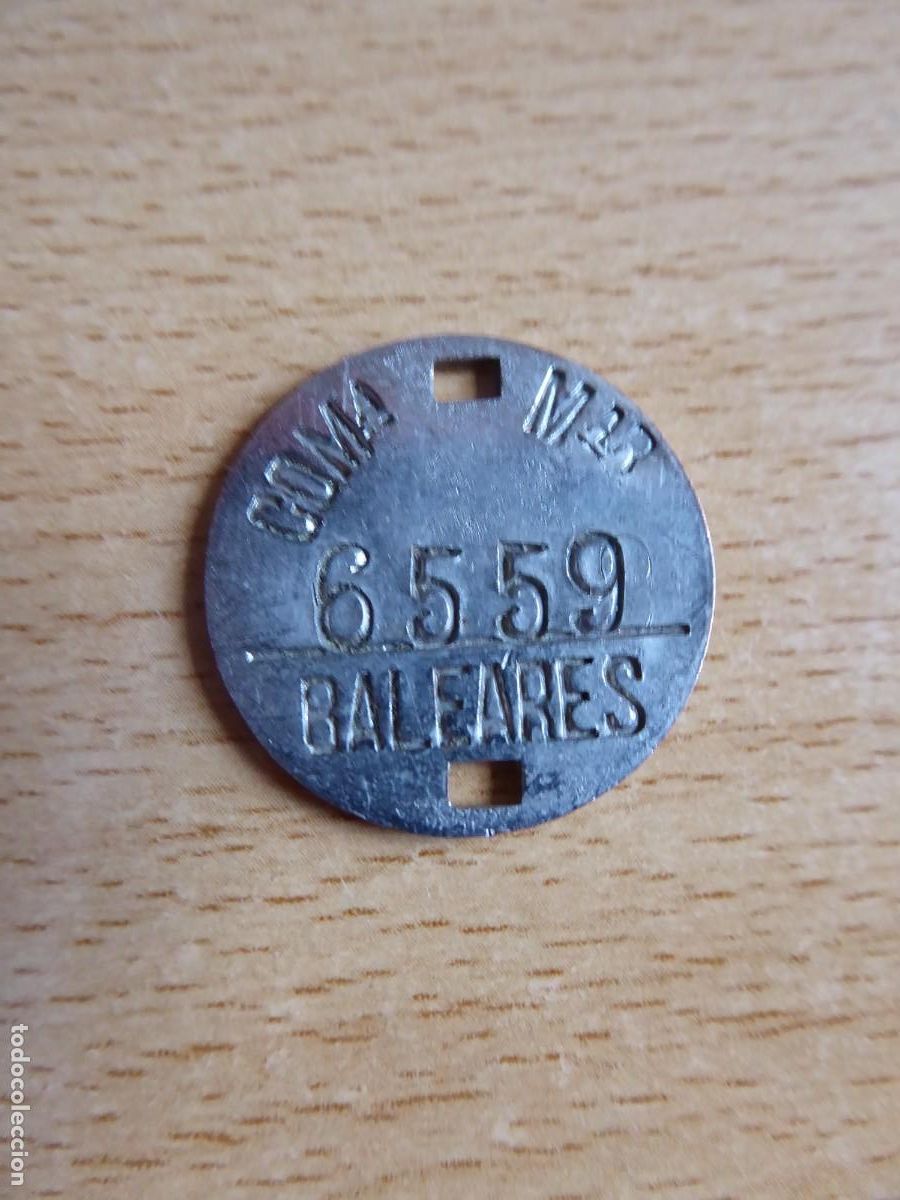 COMA MAR
6559
BALEARES
todocoleccion